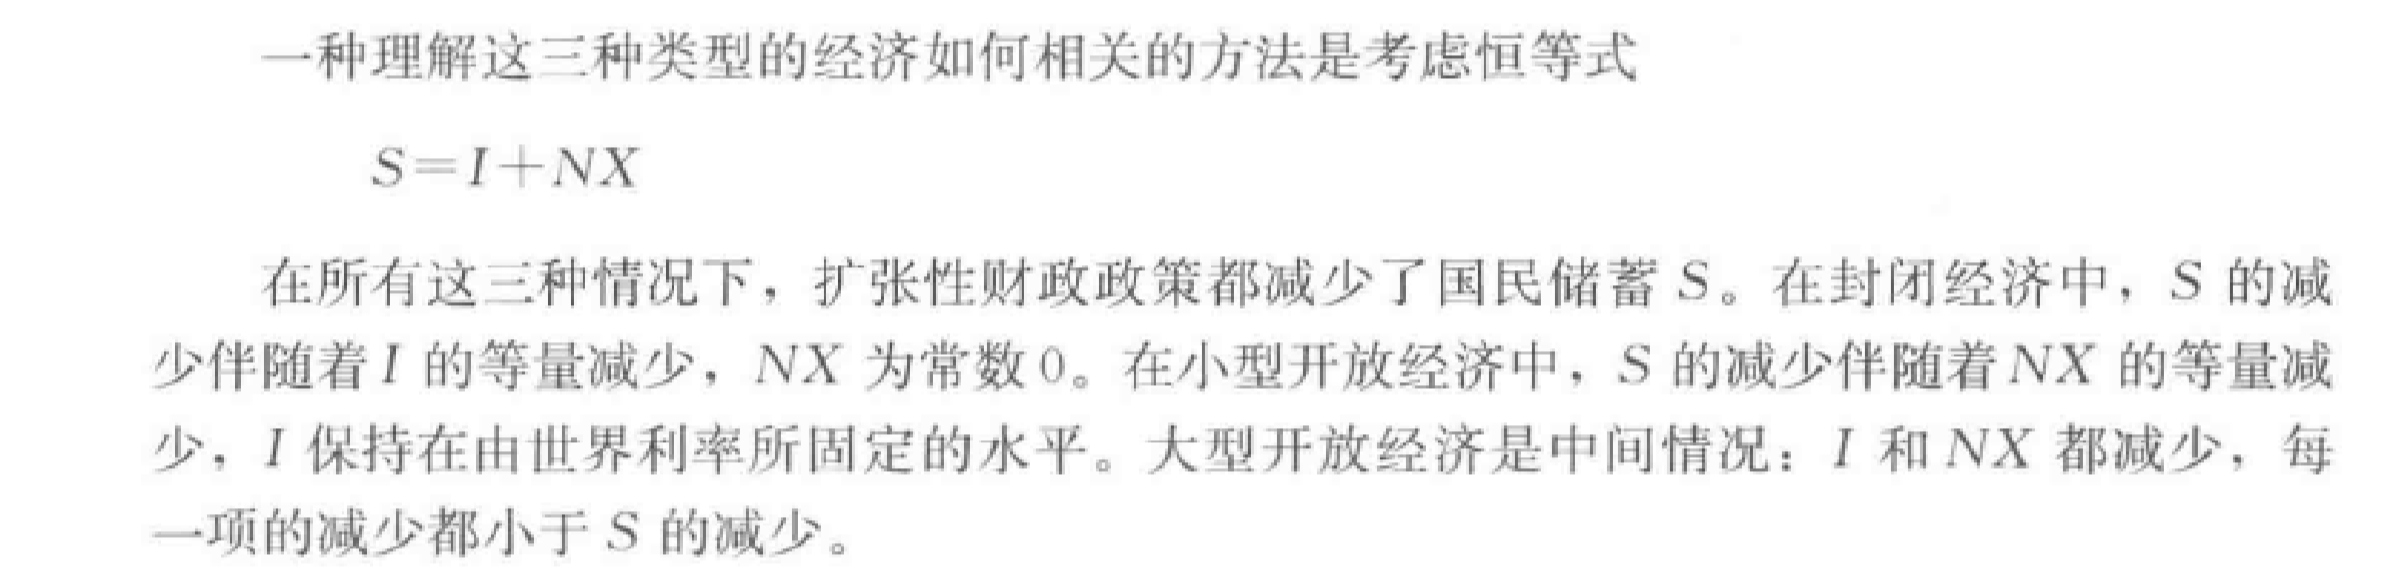 一种理解这三种类型的经济如何相关的方法是考虑恒等式
S=I+NX
在所有这三种情况下，扩张性财政政策都减少了国民储蓄 S。在封闭经济中，S 的减
少伴随着 I 的等量减少，NX 为常数 0。在小型开放经济中，S 的减少伴随着 NX 的等量减
少，I 保持在由世界利率所固定的水平。大型开放经济是中间情况：I 和 NX 都减少，每
一项的减少都小于 S 的减少。